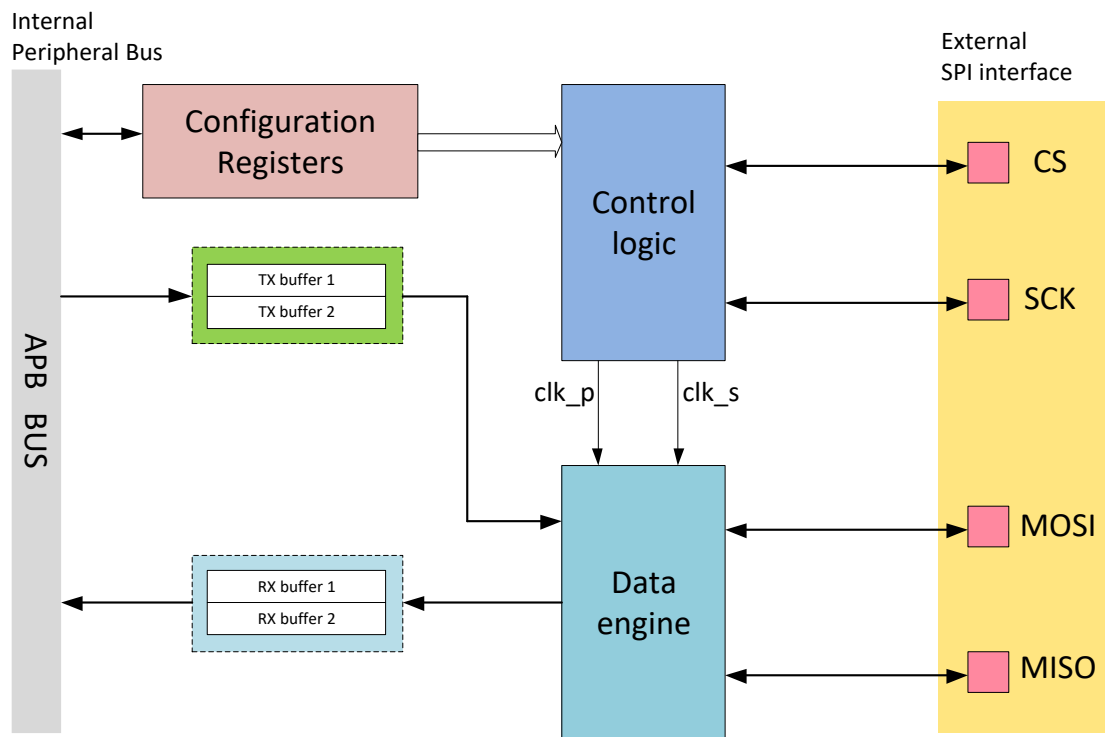 Internal
Peripheral Bus
External
SPI interface
Configuration
Registers
Control
logic
CS
TX buffer 1
TX buffer 2
SCK
APB BUS
clk_p
clk_s
MOSI
Data
engine
RX buffer 1
RX buffer 2
MISO